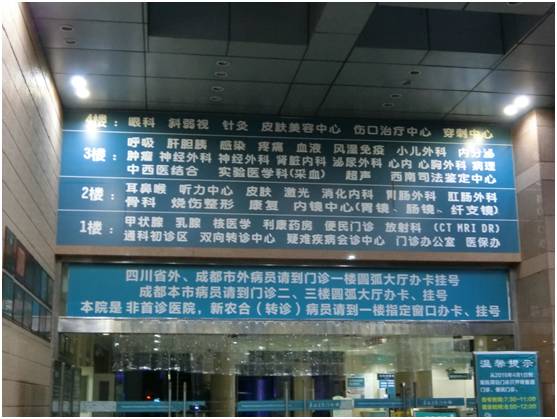 4楼：眼科 斜弱视 针灸 皮肤美容中心 伤口治疗中心 穿刺中心
呼吸 肝胆胰 感染 疼痛 血液 风湿免疫 小儿外科 内分泌
3楼：肿瘤 神经外科 神经内科 肾脏内科 泌尿外科 心内 心胸外科 病理
中西医结合 实验医学科(采血) 超声 西南司法鉴定中心
2楼：耳鼻喉 听力中心 皮肤 激光 消化内科 胃肠外科 肛肠外科
骨科 烧伤整形 康复 内镜中心(胃镜、肠镜、纤支镜)
1楼：甲状腺 乳腺 核医学 利康药房 便民门诊 放射科 (CT MRI DR)
通科初诊区 双向转诊中心 疑难疾病会诊中心 门诊办公室 医保办
四川省外、成都市外病员请到门诊一楼圆弧大厅办卡、挂号
成都本市病员请到门诊二、三楼圆弧大厅办卡、挂号
本院是 非首诊医院，新农合（转诊）病员请到一楼指定窗口办卡、挂号
温馨提示